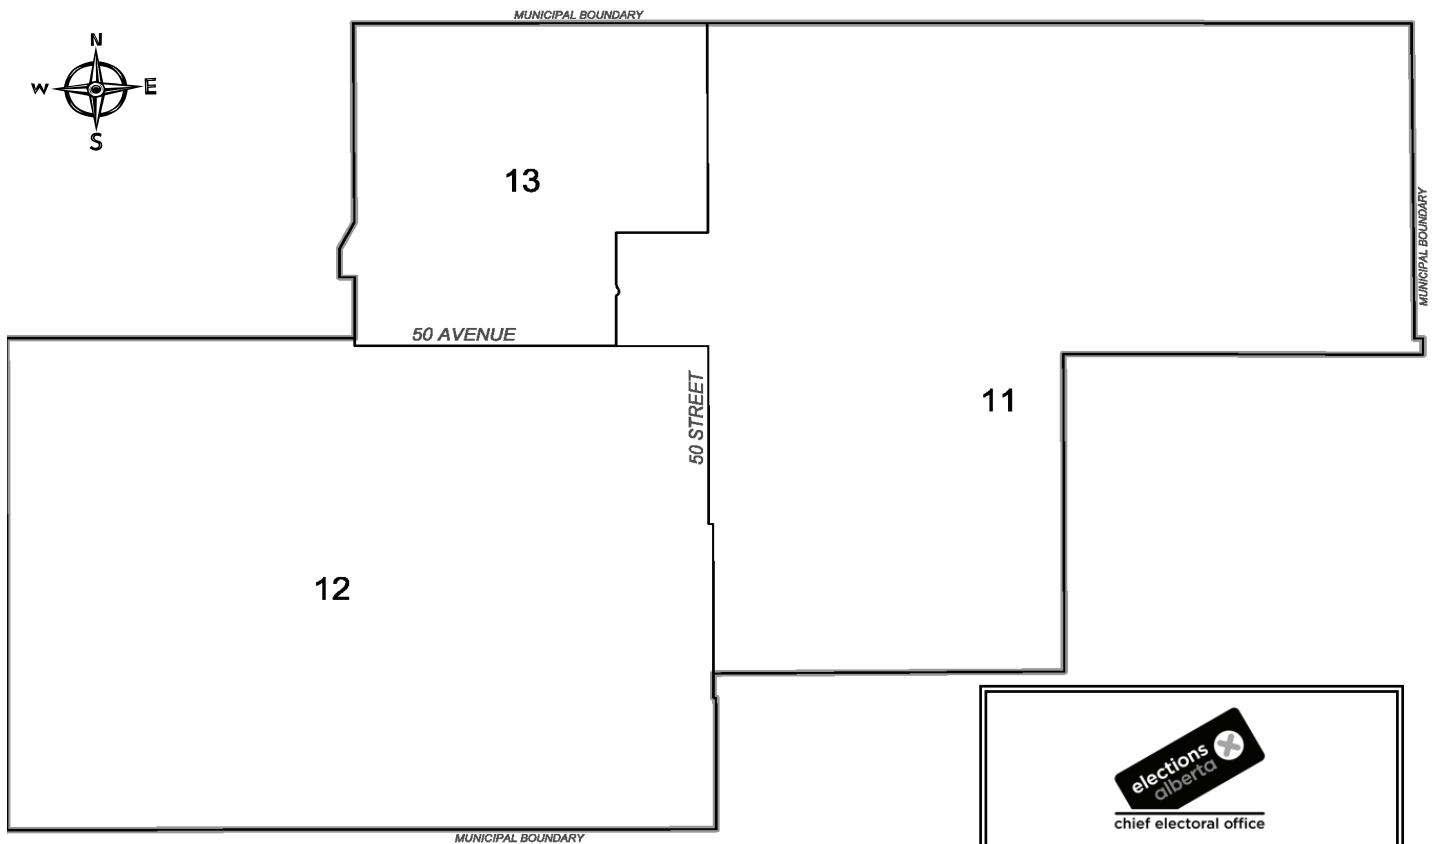 MUNICIPAL BOUNDARY
N
W
E
S
13
MUNICIPAL BOUNDARY
50 AVENUE
50 STREET
11
12
elections
alberta
chief electoral office
MUNICIPAL BOUNDARY